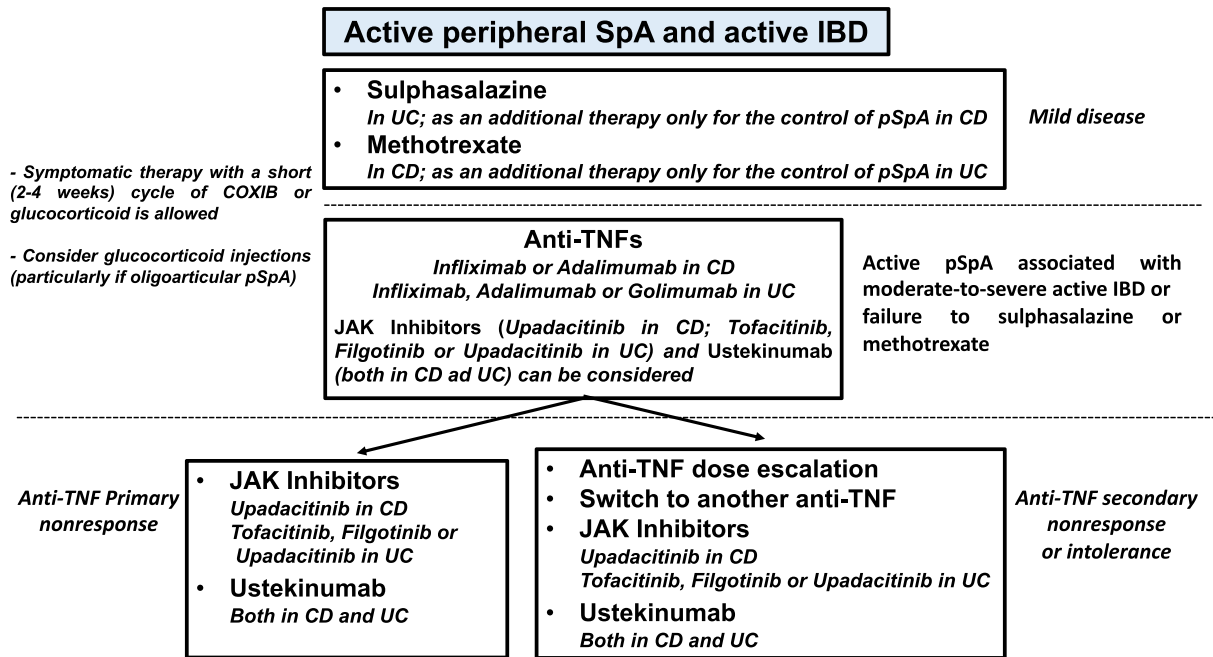 Active peripheral SpA and active IBD
• Sulphasalazine
In UC; as an additional therapy only for the control of pSpA in CD
• Methotrexate
In CD; as an additional therapy only for the control of pSpA in UC
Mild disease
- Symptomatic therapy with a short
(2-4 weeks) cycle of COXIB or
glucocorticoid is allowed
- Consider glucocorticoid injections
(particularly if oligoarticular pSpA)
Anti-TNFs
Infliximab or Adalimumab in CD
Infliximab, Adalimumab or Golimumab in UC
JAK Inhibitors (Upadacitinib in CD; Tofacitinib,
Filgotinib or Upadacitinib in UC) and Ustekinumab
(both in CD ad UC) can be considered
Active pSpA associated with
moderate-to-severe active IBD or
failure to sulphasalazine or
methotrexate
Anti-TNF Primary
nonresponse
• JAK Inhibitors
Upadacitinib in CD
Tofacitinib, Filgotinib or
Upadacitinib in UC
• Ustekinumab
Both in CD and UC
• Anti-TNF dose escalation
• Switch to another anti-TNF
• JAK Inhibitors
Upadacitinib in CD
Tofacitinib, Filgotinib or Upadacitinib in UC
• Ustekinumab
Both in CD and UC
Anti-TNF secondary
nonresponse
or intolerance